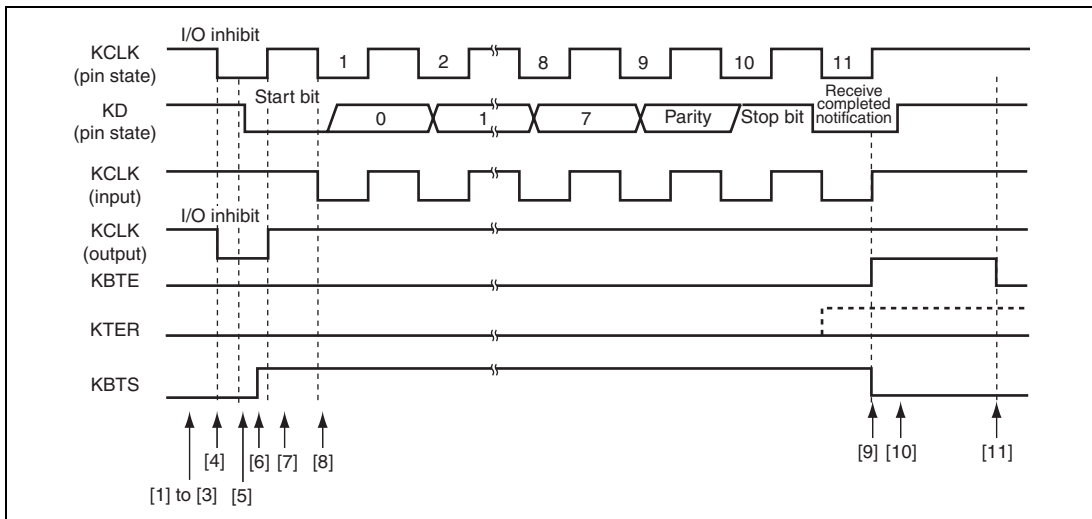 I/O inhibit
KCLK
(pin state)
1 2 8 9 10 11
Start bit
Receive
completed
notification
KD
(pin state)
0 1 7 Parity Stop bit
KCLK
(input)
I/O inhibit
KCLK
(output)
KBTE
KTER
KBTS
[4] [6] [7] [8] [9] [10] [11]
[1] to [3] [5]